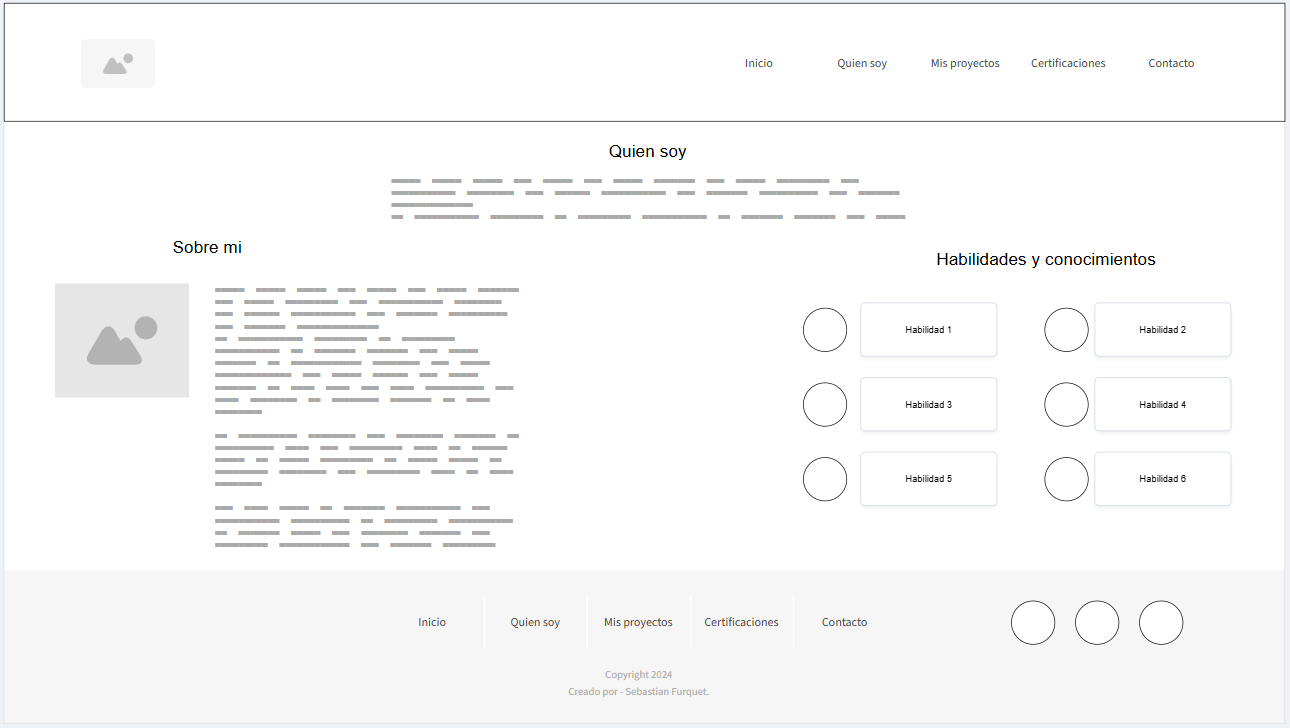 Inicio
Quien soy
Mis proyectos
Certificaciones
Contacto
Quien soy
Sobre mi
Habilidades y conocimientos
Habilidad 1
Habilidad 2
Habilidad 3
Habilidad 4
Habilidad 5
Habilidad 6
Inicio
Quien soy
Mis proyectos
Certificaciones
Contacto
Copyright 2024
Creado por - Sebastian Furquet.